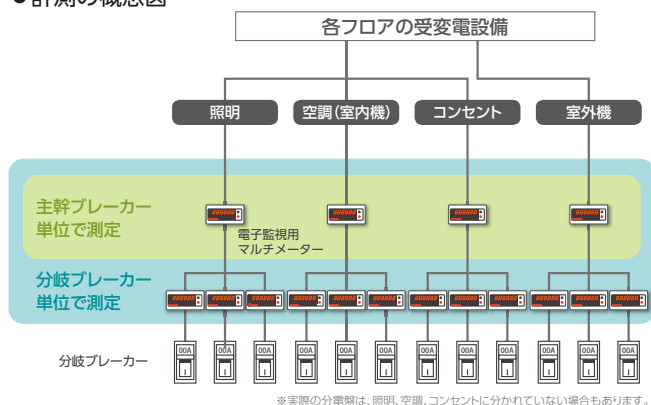 ●計測の概念図
各フロアの受変電設備
照明
空調(室内機)
コンセント
室外機
主幹ブレーカー
単位で測定
電子監視用
マルチメーター
分岐ブレーカー
単位で測定
分岐ブレーカー
00A 00A 00A 00A 00A 00A 00A 00A 00A 00A 00A 00A
※実際の分電盤は、照明、空調、コンセントに分かれていない場合もあります。